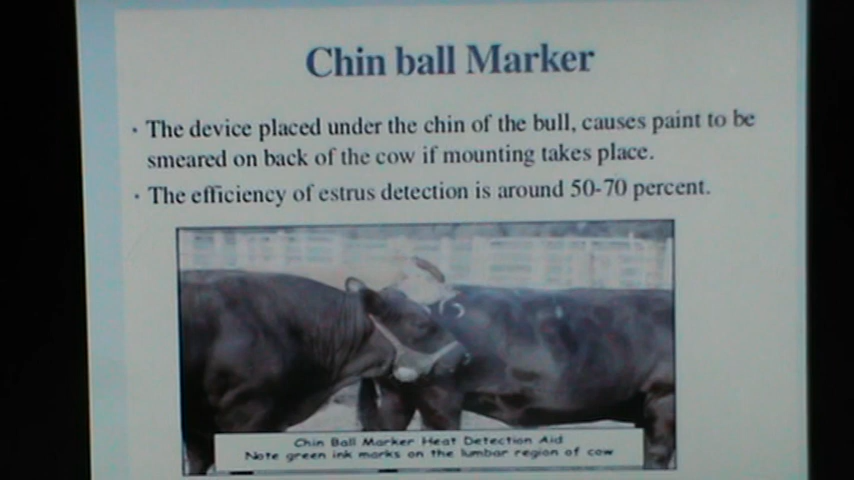 Chin ball Marker
• The device placed under the chin of the bull, causes paint to be
smeared on back of the cow if mounting takes place.
• The efficiency of estrus detection is around 50-70 percent.
Chin Ball Marker Heat Detection Aid
Note green ink marks on the lumbar region of cow